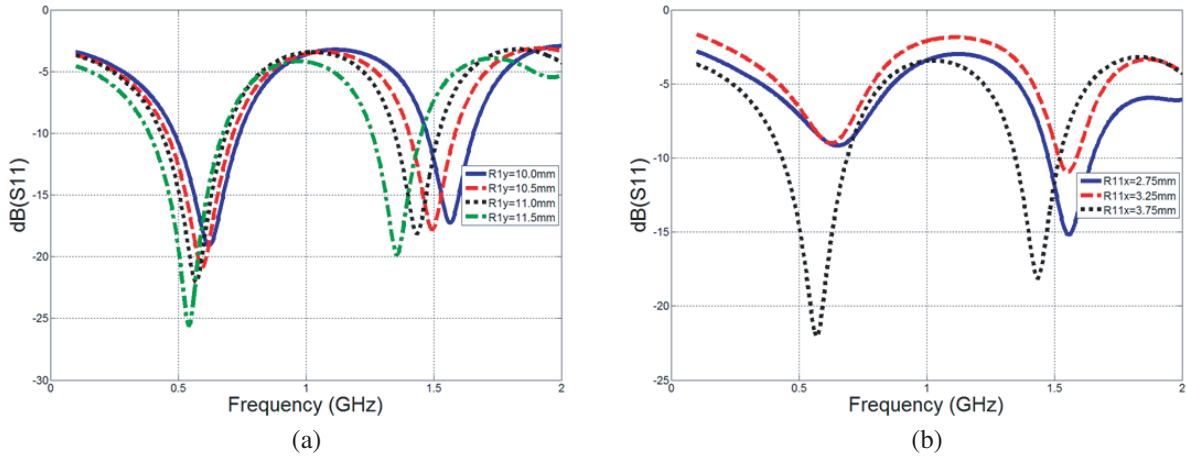 0
-5
-10
-15
-20
-25
-30
dB(S11)
0
0.5
1
1.5
2
Frequency (GHz)
R1y=10.0mm
R1y=10.5mm
R1y=11.0mm
R1y=11.5mm
(a)
0
-5
-10
-15
-20
-25
dB(S11)
0
0.5
1
1.5
2
Frequency (GHz)
R11x=2.75mm
R11x=3.25mm
R11x=3.75mm
(b)